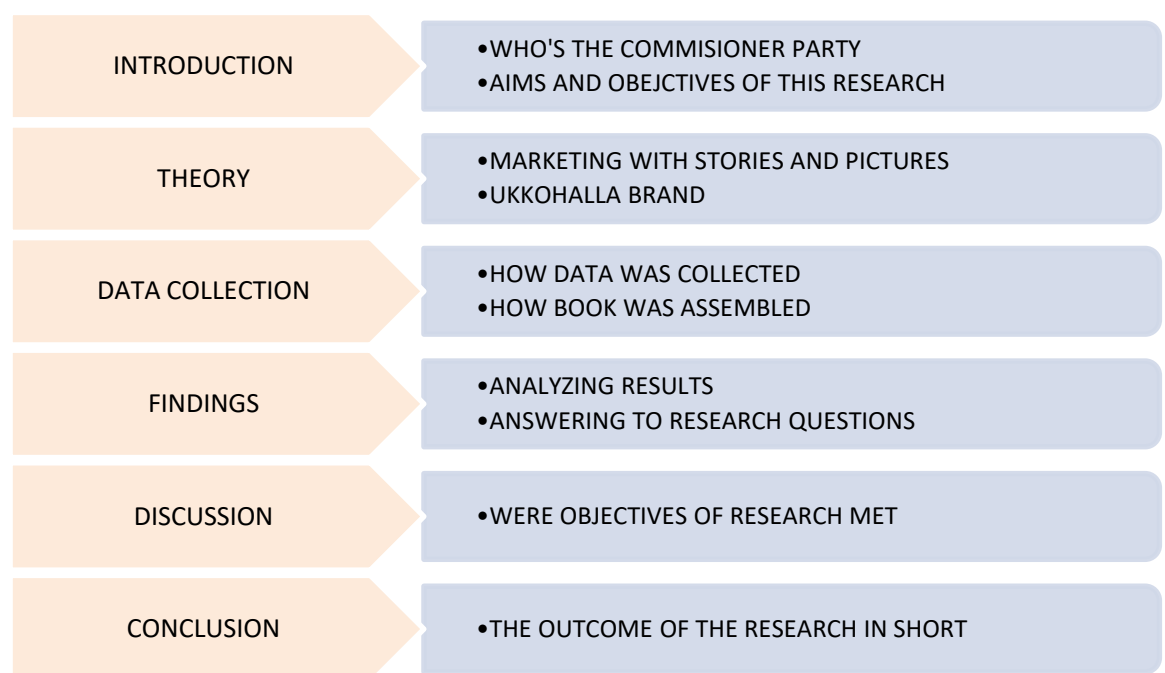 INTRODUCTION
•WHO'S THE COMMISIONER PARTY
•AIMS AND OBEJCTIVES OF THIS RESEARCH
THEORY
•MARKETING WITH STORIES AND PICTURES
•UKKOHALLA BRAND
DATA COLLECTION
•HOW DATA WAS COLLECTED
•HOW BOOK WAS ASSEMBLED
FINDINGS
•ANALYZING RESULTS
•ANSWERING TO RESEARCH QUESTIONS
DISCUSSION
•WERE OBJECTIVES OF RESEARCH MET
CONCLUSION
•THE OUTCOME OF THE RESEARCH IN SHORT